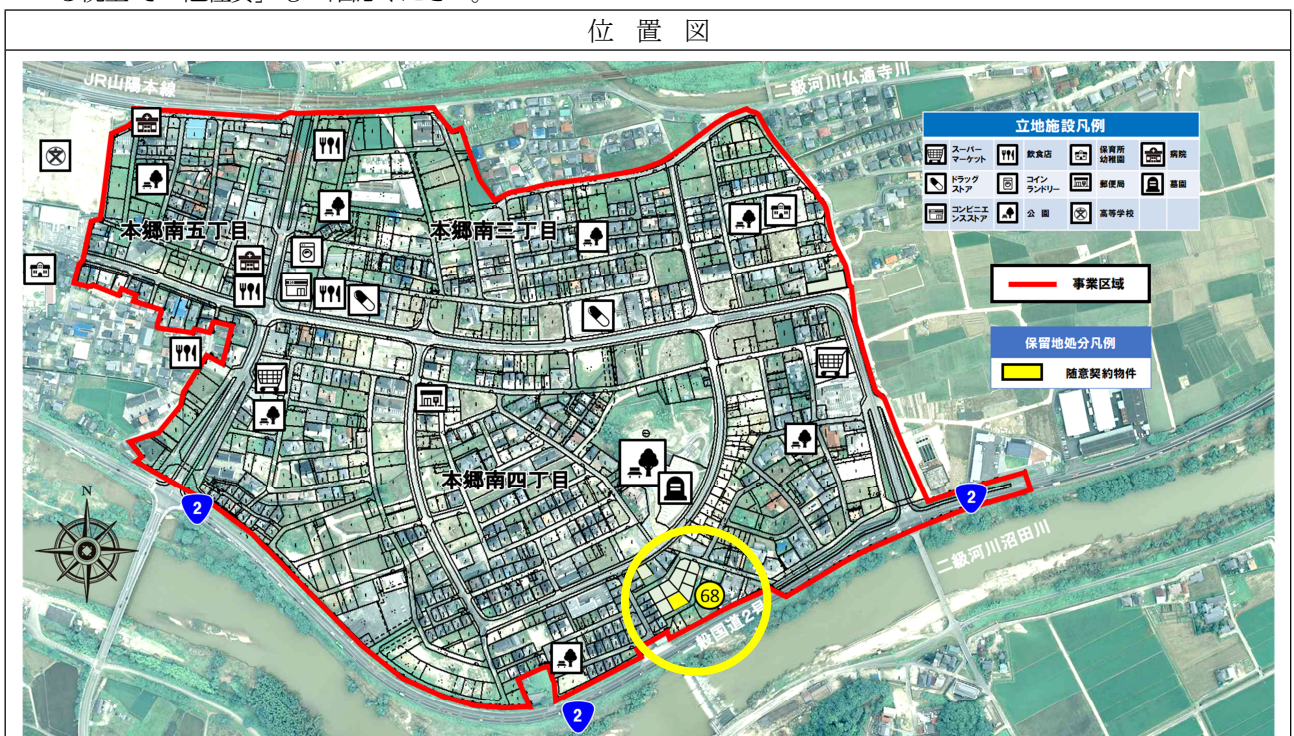 位 置 図
JR山陽本線
二級河川仏通寺川
立地施設凡例
スーパー
マーケット
飲食店
保育所
幼稚園
病院
ドラッグ
ストア
コイン
ランドリー
郵便局
墓園
コンビニエ
ンスストア
公 園
高等学校
本郷南五丁目
本郷南三丁目
事業区域
保留地処分凡例
随意契約物件
本郷南四丁目
N
2
2
二級河川沼田川
68
一般国道2号
2